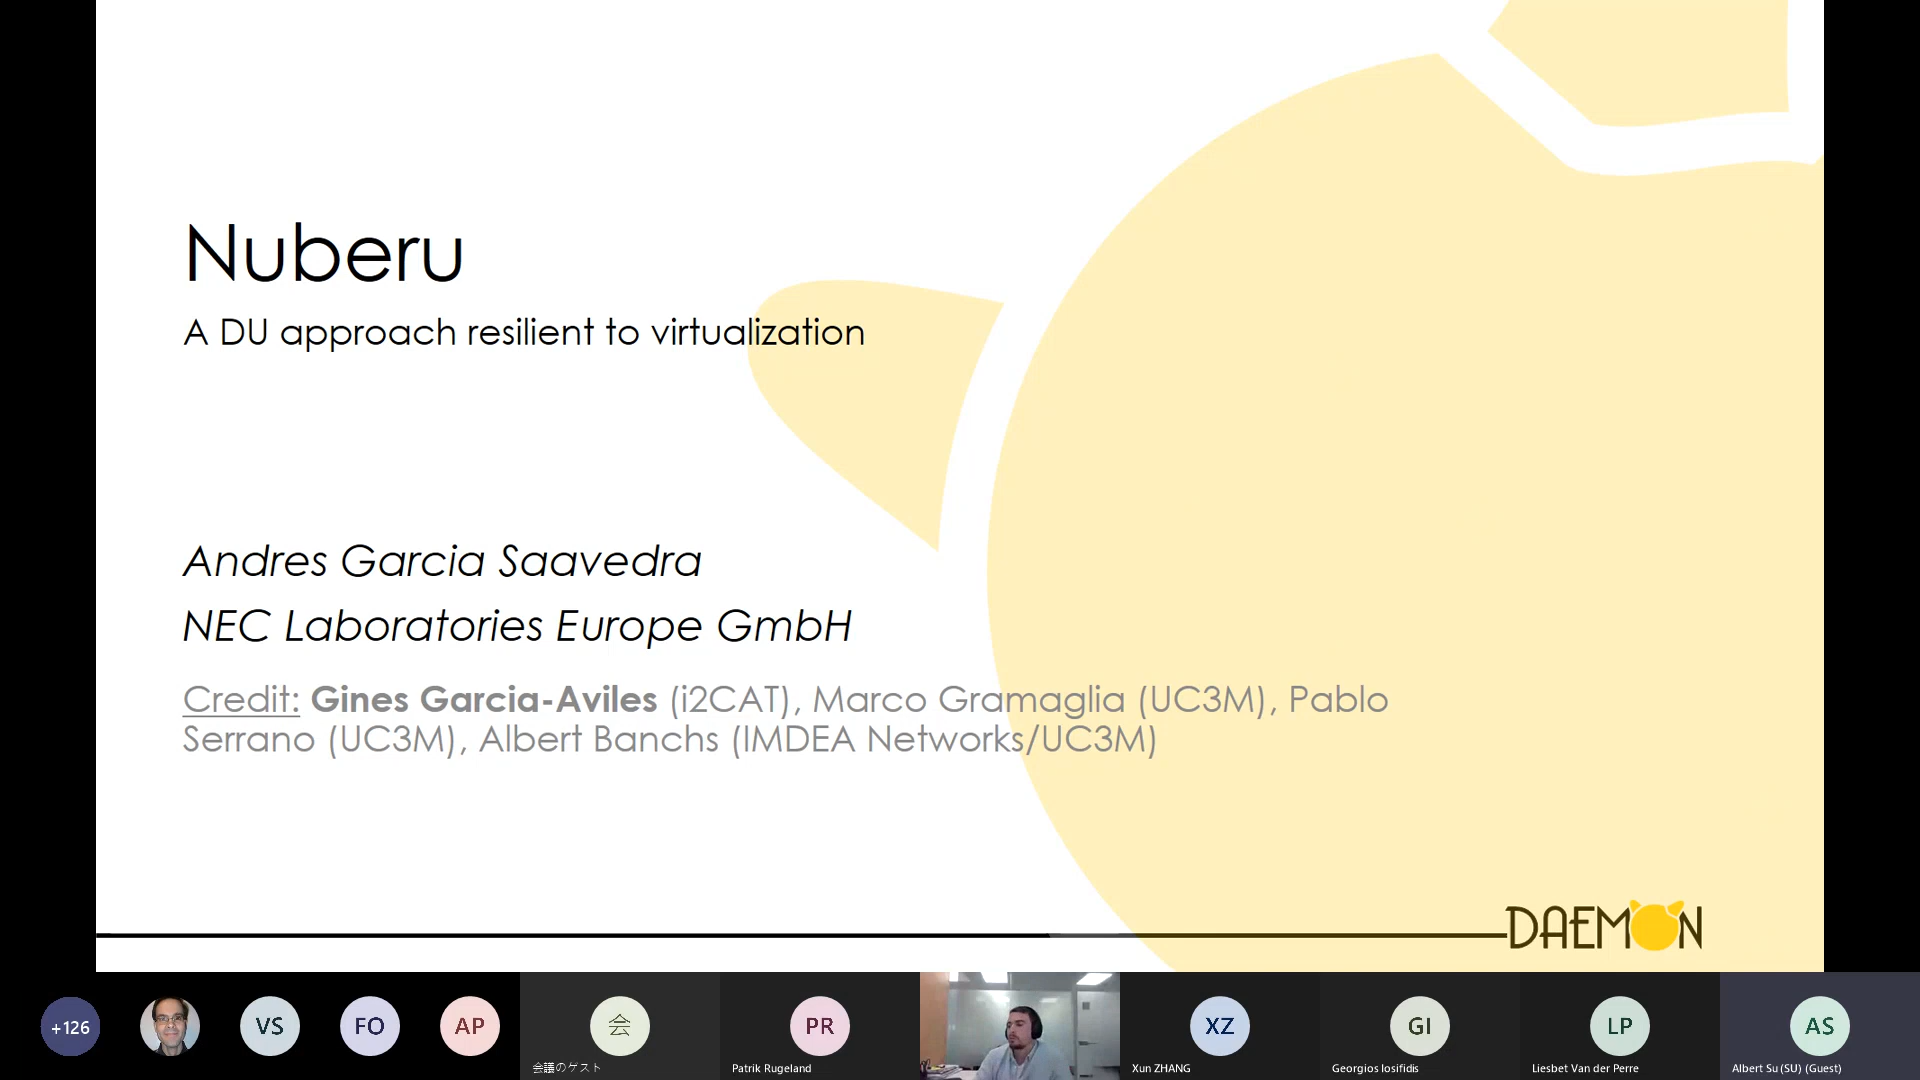 Nuberu
A DU approach resilient to virtualization
Andres Garcia Saavedra
NEC Laboratories Europe GmbH
Credit: Gines Garcia-Aviles (i2CAT), Marco Gramaglia (UC3M), Pablo
Serrano (UC3M), Albert Banchs (IMDEA Networks/UC3M)
DAEMON
+126
VS
FO
AP
会
会議のゲスト
PR
Patrik Rugeland
XZ
Xun ZHANG
GI
Georgios Iosifidis
LP
Liesbet Van der Perre
AS
Albert Su (SU) (Guest)